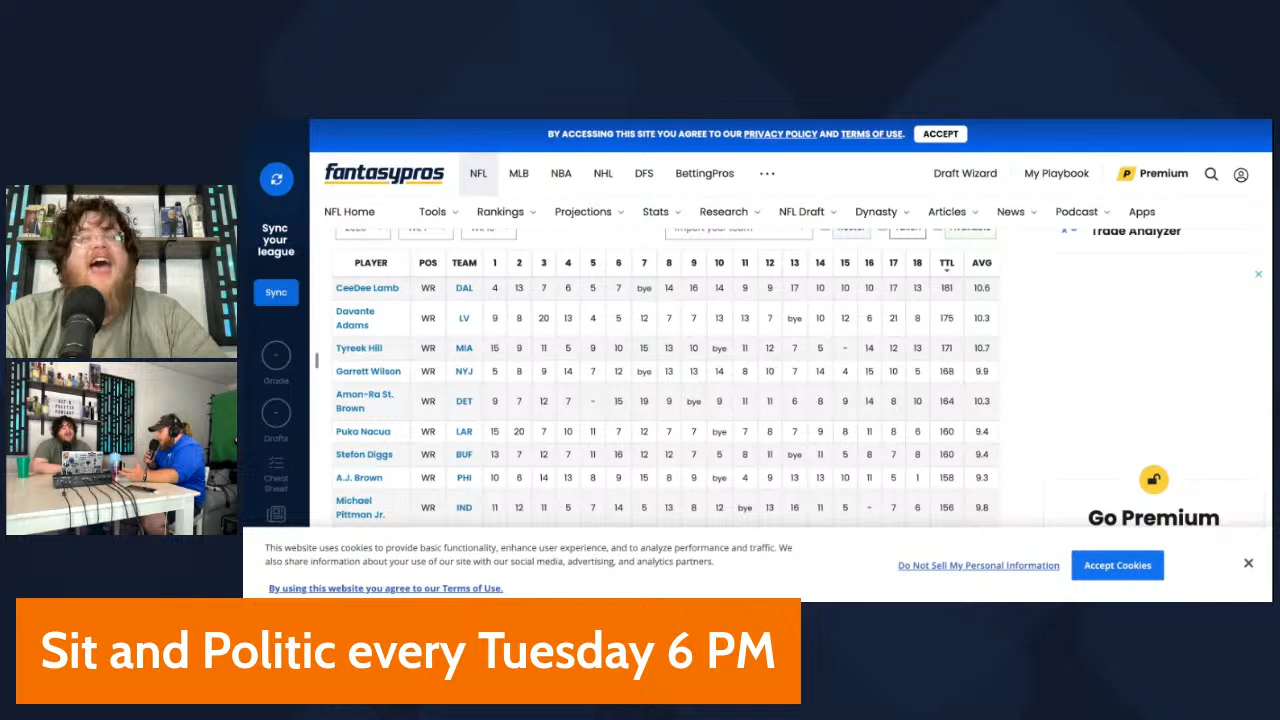 BY ACCESSING THIS SITE YOU AGREE TO OUR PRIVACY POLICY AND TERMS OF USE. ACCEPT
fantasypros NFL MLB NBA NHL DFS BettingPros ••• Draft Wizard My Playbook P Premium
NFL Home Tools Rankings Projections Stats Research NFL Draft Dynasty Articles News Podcast Apps
Sync
your
league
Sync
Grade
Drafts
Cheat
Sheet
Trade Analyzer
PLAYER POS TEAM 1 2 3 4 5 6 7 8 9 10 11 12 13 14 15 16 17 18 TTL AVG
CeeDee Lamb WR DAL 4 13 7 6 5 7 bye 14 16 14 9 9 17 10 10 10 17 13 181 10.6
Davante
Adams WR LV 9 8 20 13 4 5 12 7 7 13 13 7 bye 10 12 6 21 8 175 10.3
Tyreek Hill WR MIA 15 9 11 5 9 10 15 13 10 bye 11 12 7 5 - 14 12 13 171 10.7
Garrett Wilson WR NYJ 5 8 9 14 7 12 bye 13 13 14 8 10 7 14 4 15 10 5 168 9.9
Amon-Ra St.
Brown WR DET 9 7 12 7 - 15 19 9 bye 9 11 11 6 8 9 14 8 10 164 10.3
Puka Nacua WR LAR 15 20 7 10 11 7 12 7 7 bye 7 8 7 9 8 11 8 6 160 9.4
Stefon Diggs WR BUF 13 7 12 7 11 16 12 12 7 5 8 11 bye 11 5 8 7 8 160 9.4
A.J. Brown WR PHI 10 6 14 13 8 9 15 8 9 bye 4 9 13 13 10 11 5 1 158 9.3
Michael
Pittman Jr. WR IND 11 12 11 5 7 14 5 13 8 12 bye 13 16 11 5 - 7 6 156 9.8
Go Premium
This website uses cookies to provide basic functionality, enhance user experience, and to analyze performance and traffic. We
also share information about your use of our site with our social media, advertising, and analytics partners.
Do Not Sell My Personal Information Accept Cookies
By using this website you agree to our Terms of Use.
Sit and Politic every Tuesday 6 PM